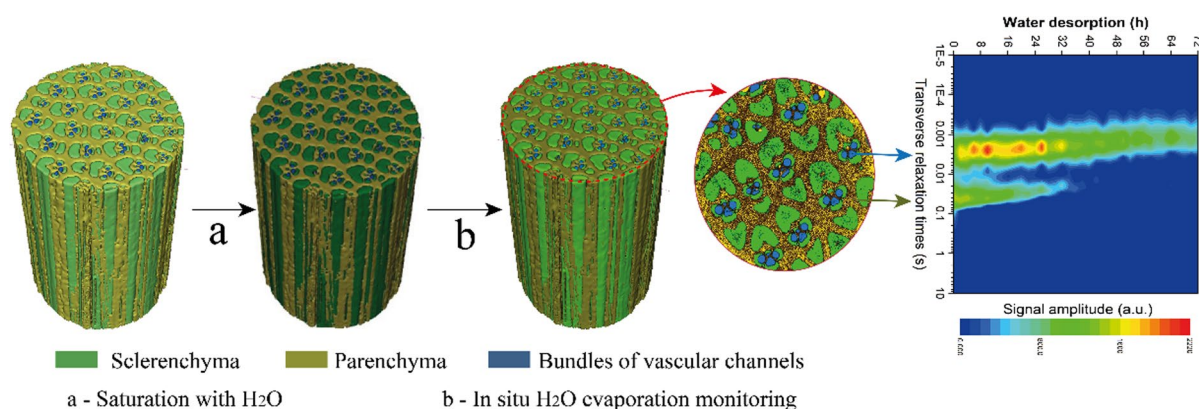 Water desorption (h)
0 8 16 24 32 40 48 56 64 72
1E-5
1E-4
0.001
0.01
0.1
1
10
Transverse relaxation times (s)
a
b
Signal amplitude (a.u.)
Sclerenchyma
Parenchyma
Bundles of vascular channels
a - Saturation with H2O
b - In situ H2O evaporation monitoring